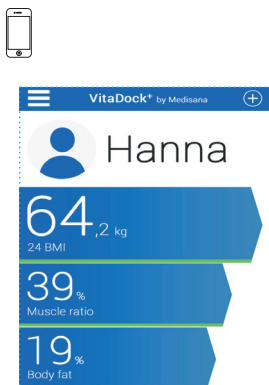 VitaDock+ by Medisana
Hanna
64,2 kg
24 BMI
39%
Muscle ratio
19%
Body fat